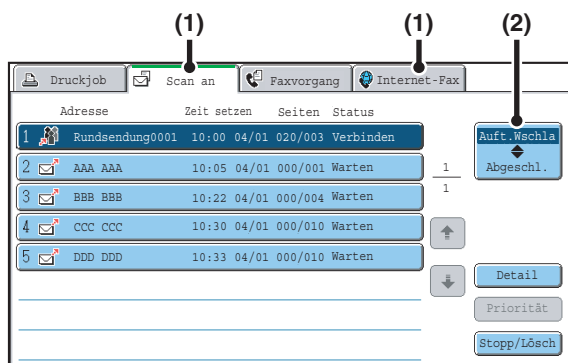 (1) (1) (2)
Druckjob Scan an Faxvorgang Internet-Fax
Adresse Zeit setzen Seiten Status
1 Rundsendung0001 10:00 04/01 020/003 Verbinden
Auft.Wschla
2 AAA AAA 10:05 04/01 000/001 Warten
1
Abgeschl.
3 BBB BBB 10:22 04/01 000/004 Warten
1
4 CCC CCC 10:30 04/01 000/010 Warten
5 DDD DDD 10:33 04/01 000/010 Warten
Detail
Priorität
Stopp/Lösch